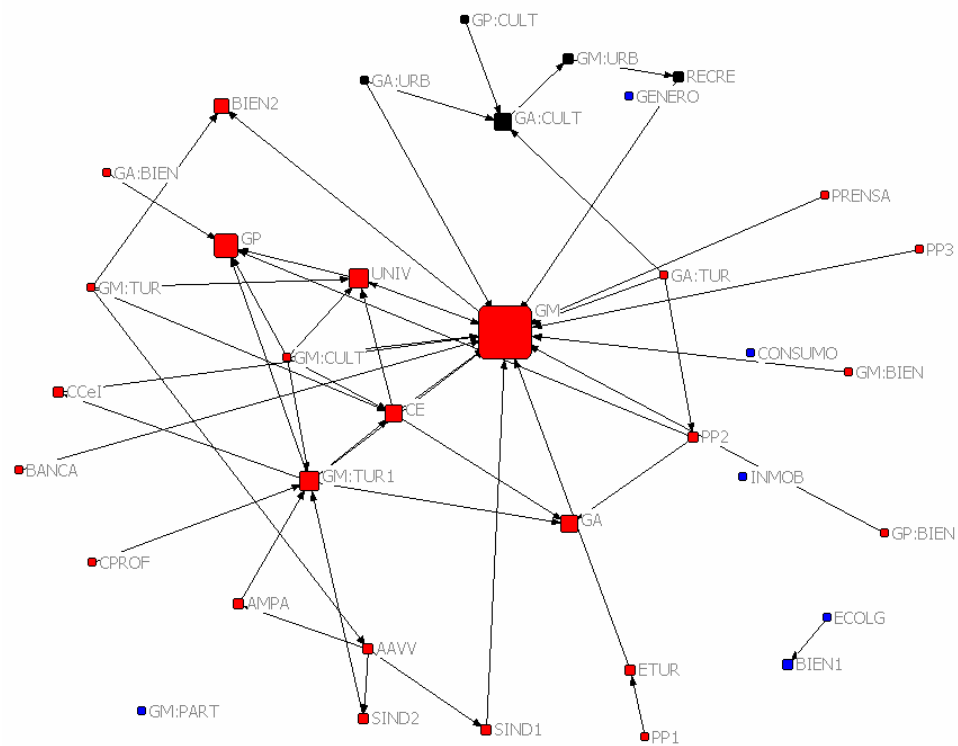 GP:CULT
GM:URB
GA:URB
RECRE
GENERO
BIEN2
GA:CULT
GA:BIEN
PRENSA
GP
PP3
UNIV
GA:TUR
GM:TUR
GM
CONSUMO
GM:CULT
GM:BIEN
CCeI
CE
PP2
BANCA
GM:TUR1
INMOB
GA
GP:BIEN
CPROF
AMPA
ECOLG
AAVV
BIEN1
ETUR
GM:PART
SIND2
SIND1
PP1